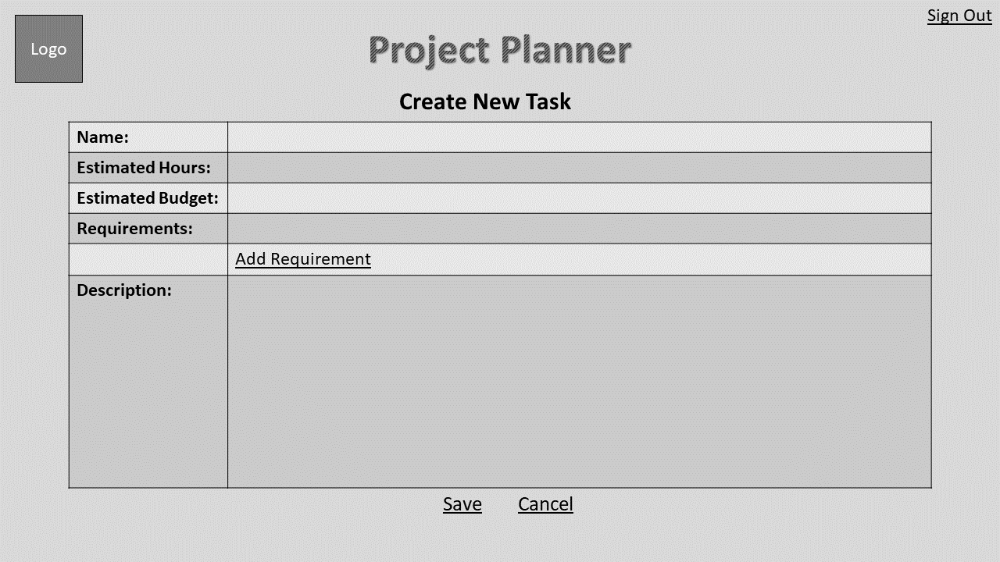 Sign Out
Logo
Project Planner
Create New Task
Name:
Estimated Hours:
Estimated Budget:
Requirements:
Add Requirement
Description:
Save Cancel